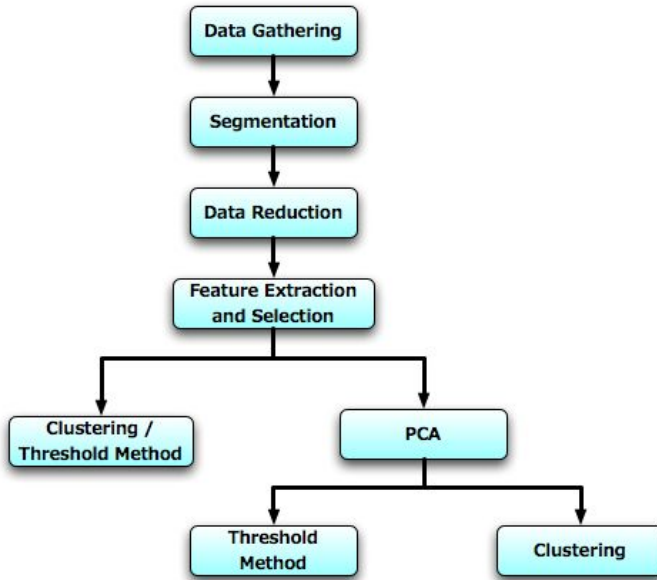 Data Gathering
Segmentation
Data Reduction
Feature Extraction
and Selection
Clustering /
Threshold Method
PCA
Threshold
Method
Clustering